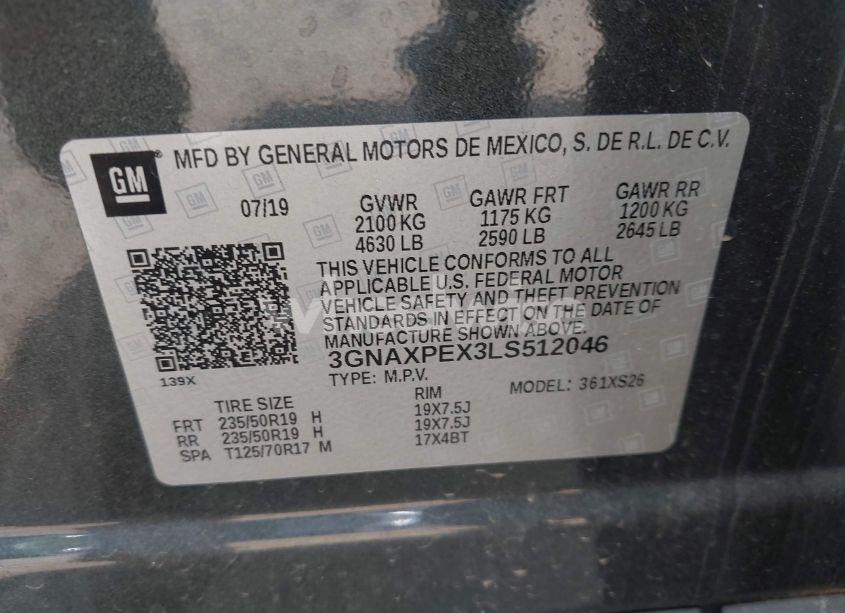 GM
MFD BY GENERAL MOTORS DE MEXICO, S. DE R.L. DE C.V.
07/19
GVWR
2100 KG
4630 LB
GAWR FRT
1175 KG
2590 LB
GAWR RR
1200 KG
2645 LB
THIS VEHICLE CONFORMS TO ALL
APPLICABLE U.S. FEDERAL MOTOR
VEHICLE SAFETY AND THEFT PREVENTION
STANDARDS IN EFFECT ON THE DATE OF
MANUFACTURE SHOWN ABOVE.
3GNAXPEX3LS512046
139X
TYPE: M.P.V.
MODEL: 361XS26
TIRE SIZE
RIM
FRT 235/50R19 H 19X7.5J
RR 235/50R19 H 19X7.5J
SPA T125/70R17 M 17X4BT